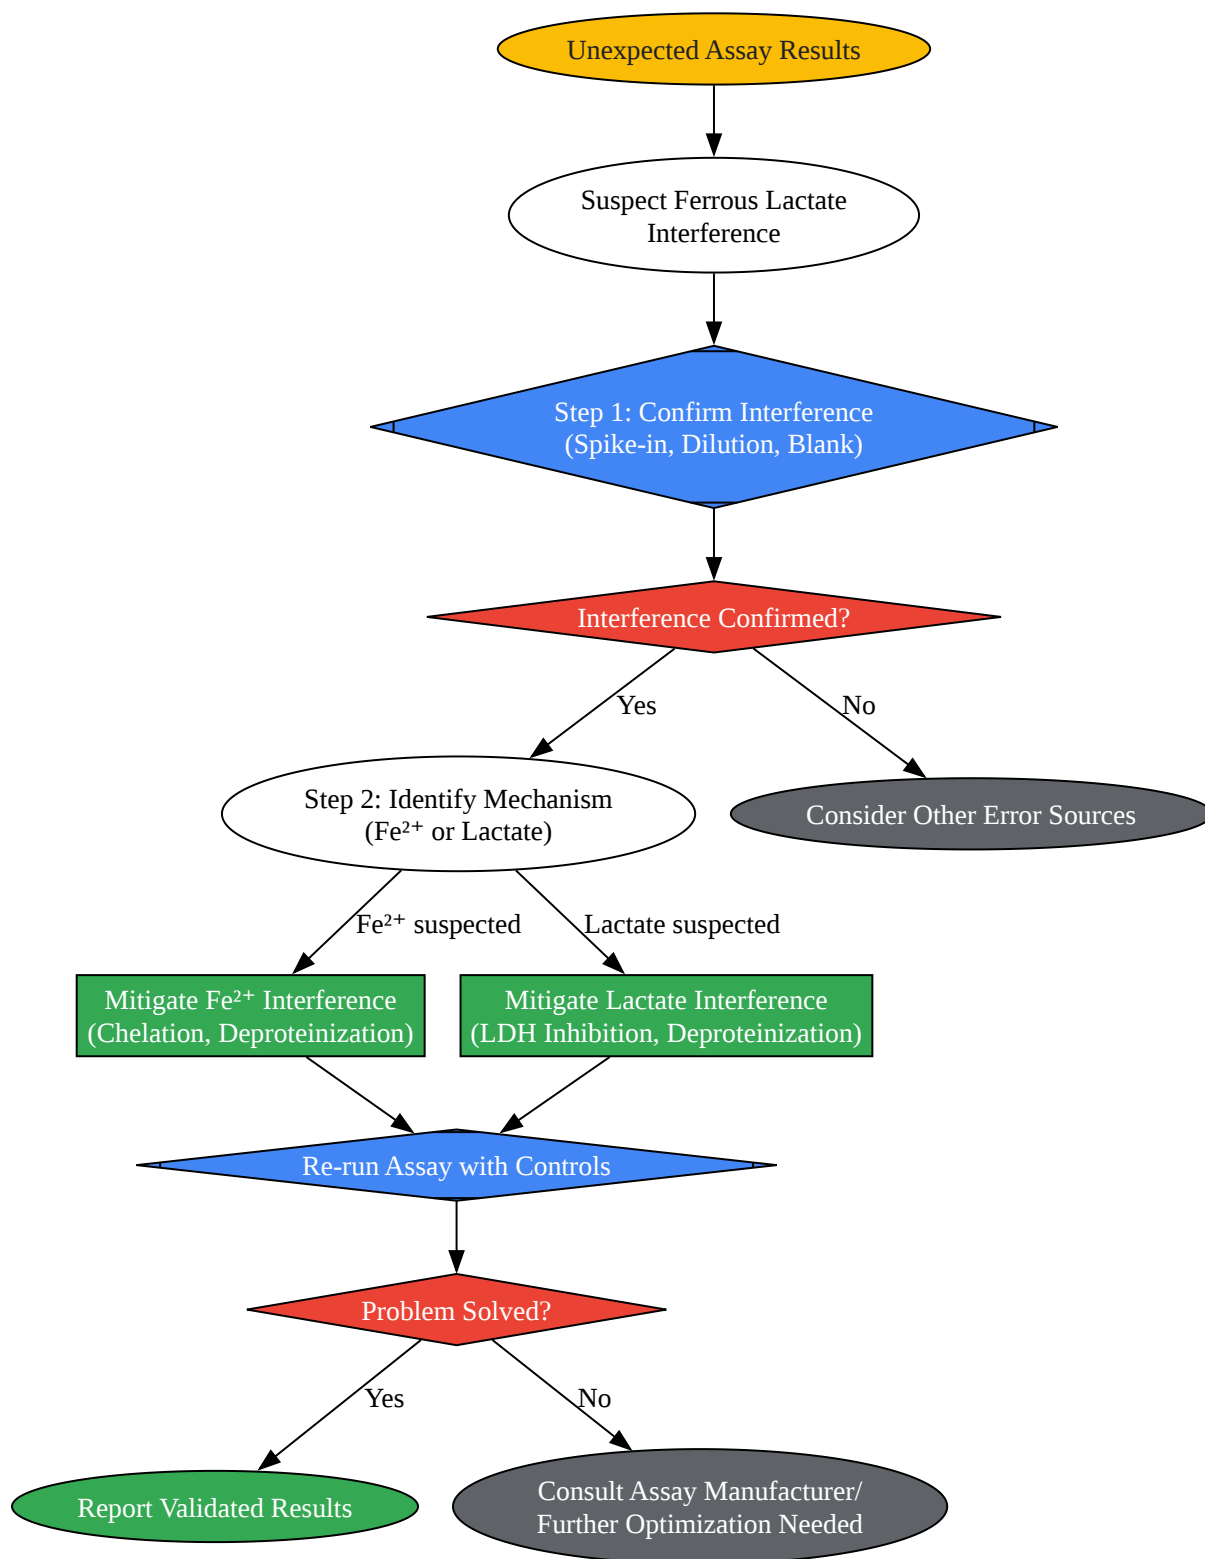 Unexpected Assay Results
Suspect Ferrous Lactate
Interference
Step 1: Confirm Interference
(Spike-in, Dilution, Blank)
Interference Confirmed?
Yes
No
Step 2: Identify Mechanism
(Fe²⁺ or Lactate)
Consider Other Error Sources
Fe²⁺ suspected
Lactate suspected
Mitigate Fe²⁺ Interference
(Chelation, Deproteinization)
Mitigate Lactate Interference
(LDH Inhibition, Deproteinization)
Re-run Assay with Controls
Problem Solved?
Yes
No
Report Validated Results
Consult Assay Manufacturer/
Further Optimization Needed